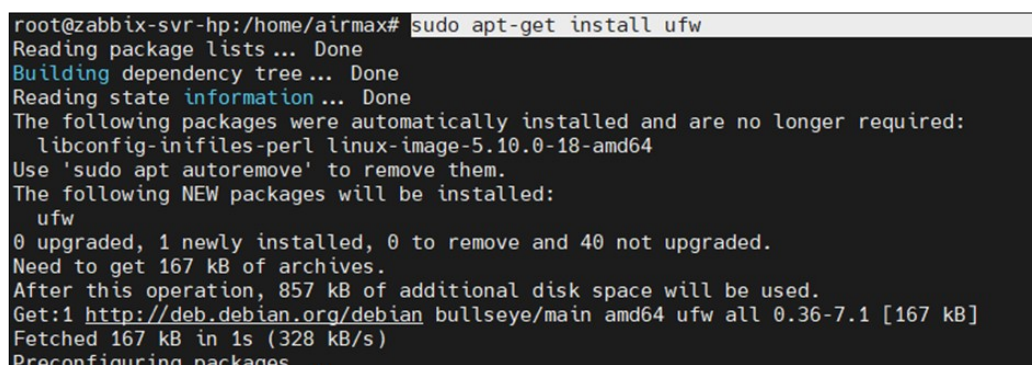 root@zabbix-svr-hp:/home/airmax# sudo apt-get install ufw
Reading package lists... Done
Building dependency tree... Done
Reading state information... Done
The following packages were automatically installed and are no longer required:
  libconfig-inifiles-perl linux-image-5.10.0-18-amd64
Use 'sudo apt autoremove' to remove them.
The following NEW packages will be installed:
  ufw
0 upgraded, 1 newly installed, 0 to remove and 40 not upgraded.
Need to get 167 kB of archives.
After this operation, 857 kB of additional disk space will be used.
Get:1 http://deb.debian.org/debian bullseye/main amd64 ufw all 0.36-7.1 [167 kB]
Fetched 167 kB in 1s (328 kB/s)
Preconfiguring packages